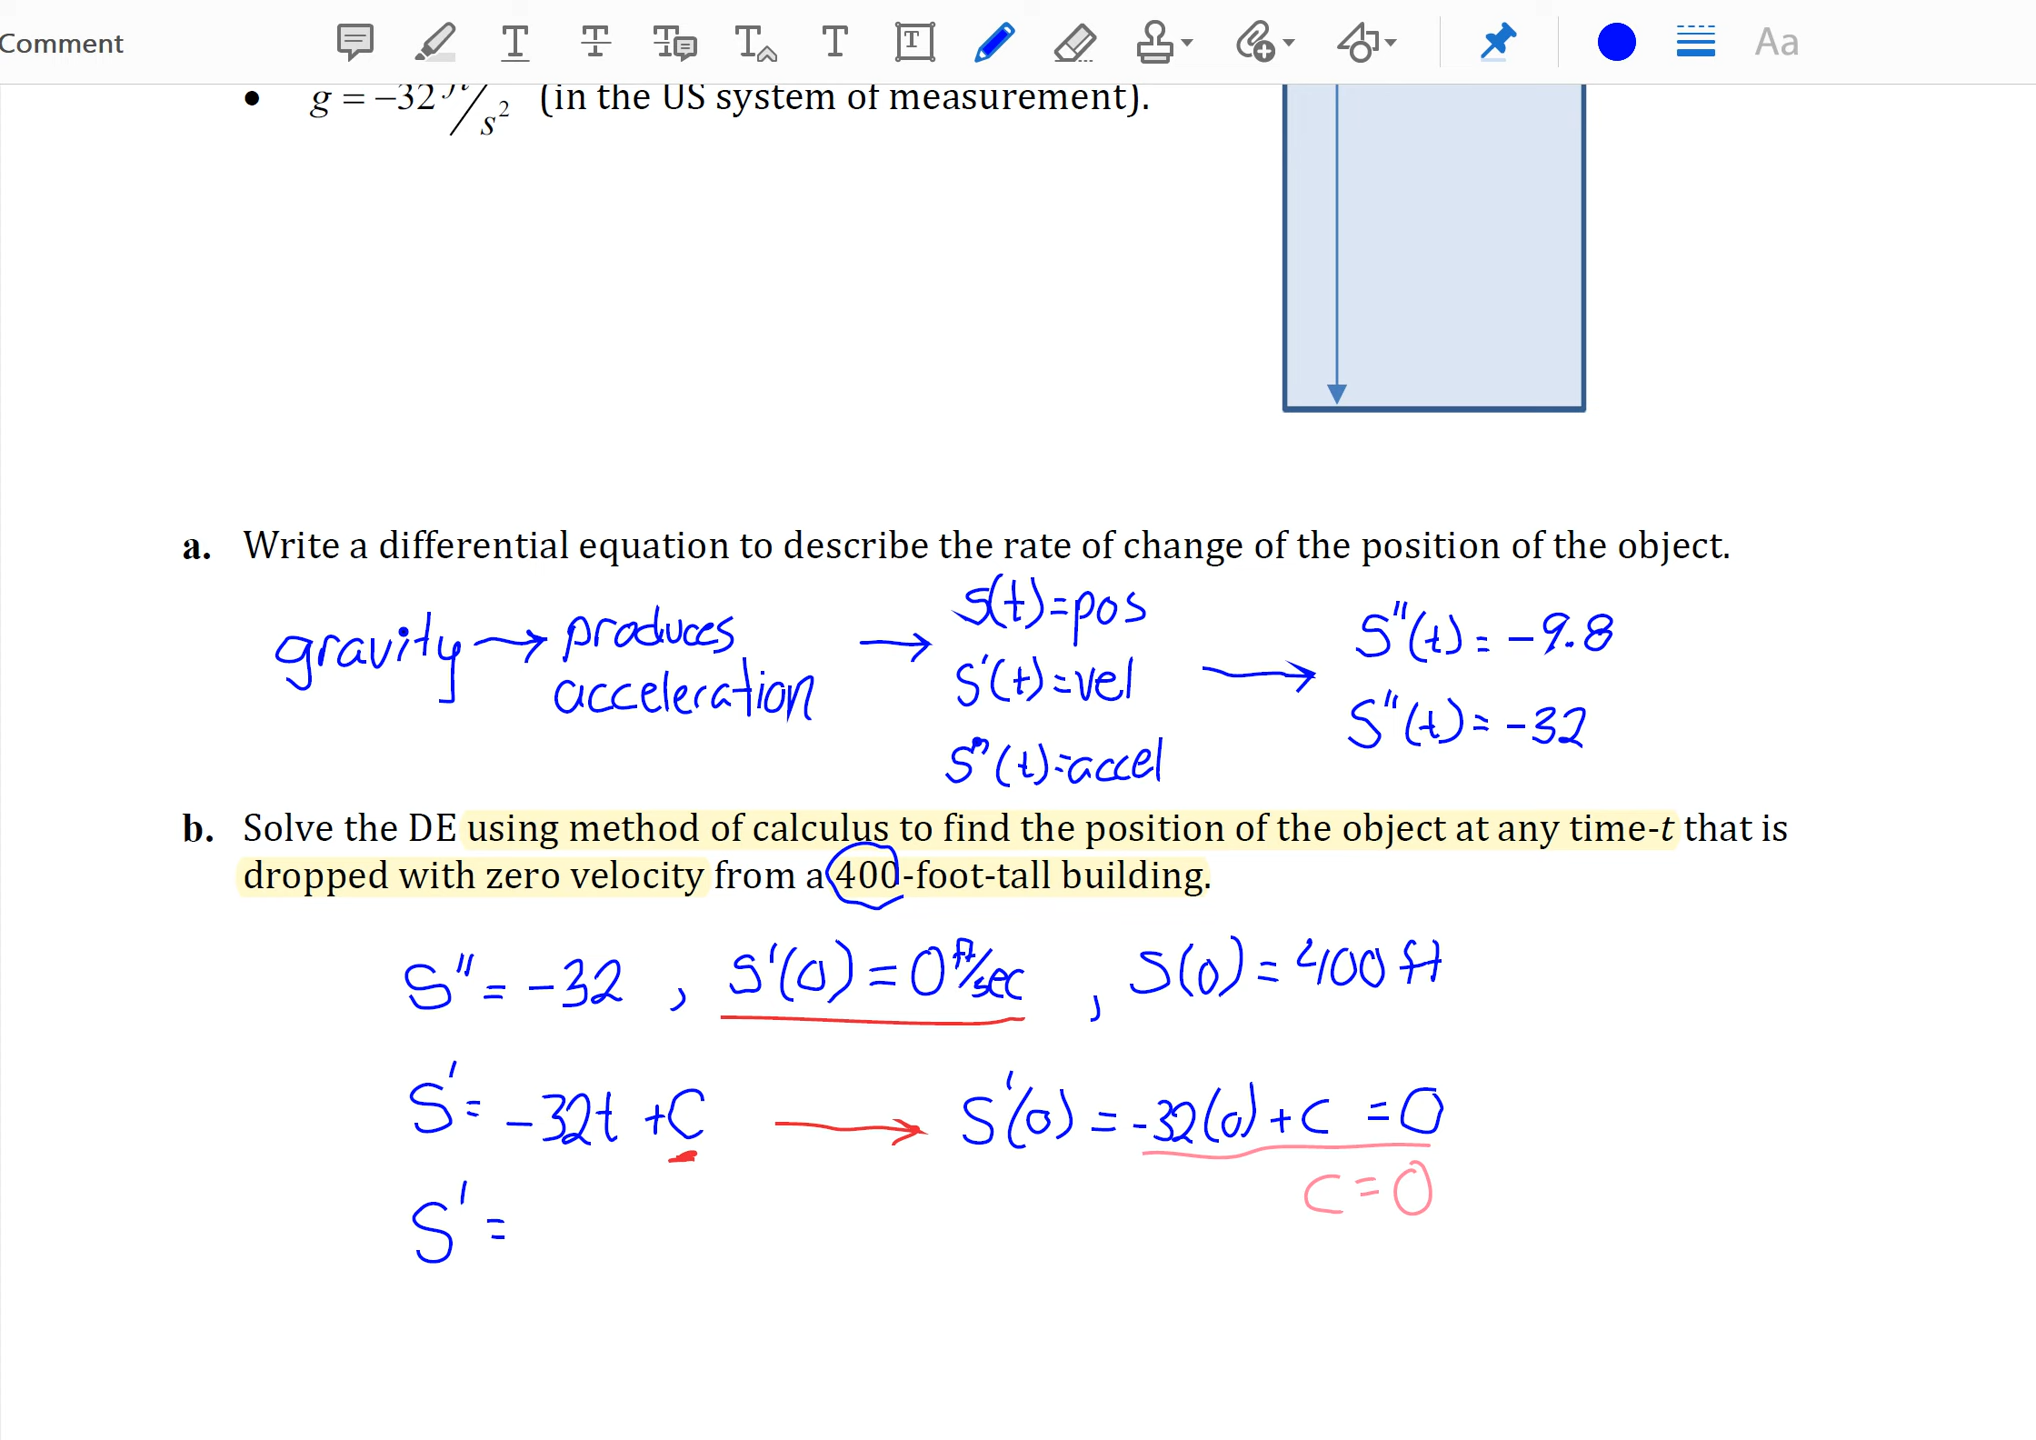 Comment
Aa
• g = −32 ft/s² (in the US system of measurement).
a. Write a differential equation to describe the rate of change of the position of the object.
gravity → produces acceleration → S(t)=pos
S'(t)=vel
S''(t)=accel
→ S''(t) = -9.8
S''(t) = -32
b. Solve the DE using method of calculus to find the position of the object at any time-t that is
dropped with zero velocity from a 400-foot-tall building.
S'' = -32 , S'(0) = 0 ft/sec , S(0) = 400 ft
S' = -32t + C → S'(0) = -32(0) + C = 0
C = 0
S' =